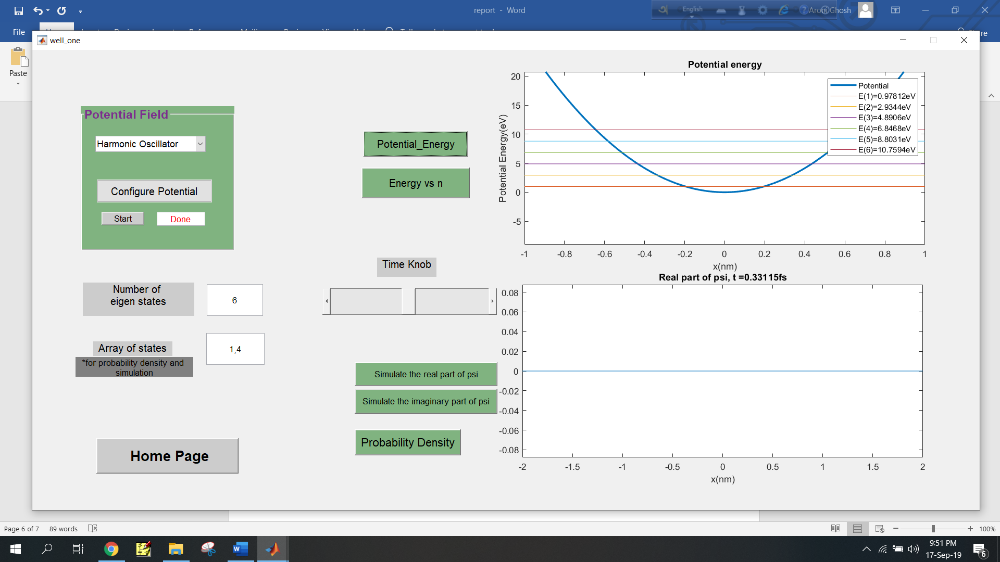 report - Word
English
Aroni Ghosh
File
well_one
Paste
Potential Field
Harmonic Oscillator
Configure Potential
Start
Done
Number of
eigen states
6
Array of states
1,4
*for probability density and
simulation
Home Page
Potential_Energy
Energy vs n
Time Knob
Simulate the real part of psi
Simulate the imaginary part of psi
Probability Density
Potential energy
Potential Energy(eV)
20
15
10
5
0
-5
Potential
E(1)=0.97812eV
E(2)=2.9344eV
E(3)=4.8906eV
E(4)=6.8468eV
E(5)=8.8031eV
E(6)=10.7594eV
-1 -0.8 -0.6 -0.4 -0.2 0 0.2 0.4 0.6 0.8 1
x(nm)
Real part of psi, t =0.33115fs
0.08
0.06
0.04
0.02
0
-0.02
-0.04
-0.06
-0.08
-2 -1.5 -1 -0.5 0 0.5 1 1.5 2
x(nm)
Page 6 of 7 89 words
100%
9:51 PM
17-Sep-19
6